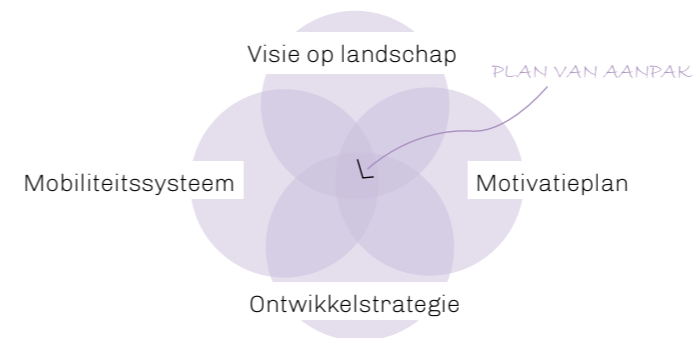 Visie op landschap
PLAN VAN AANPAK
Mobiliteitssysteem
Motivatieplan
Ontwikkelstrategie